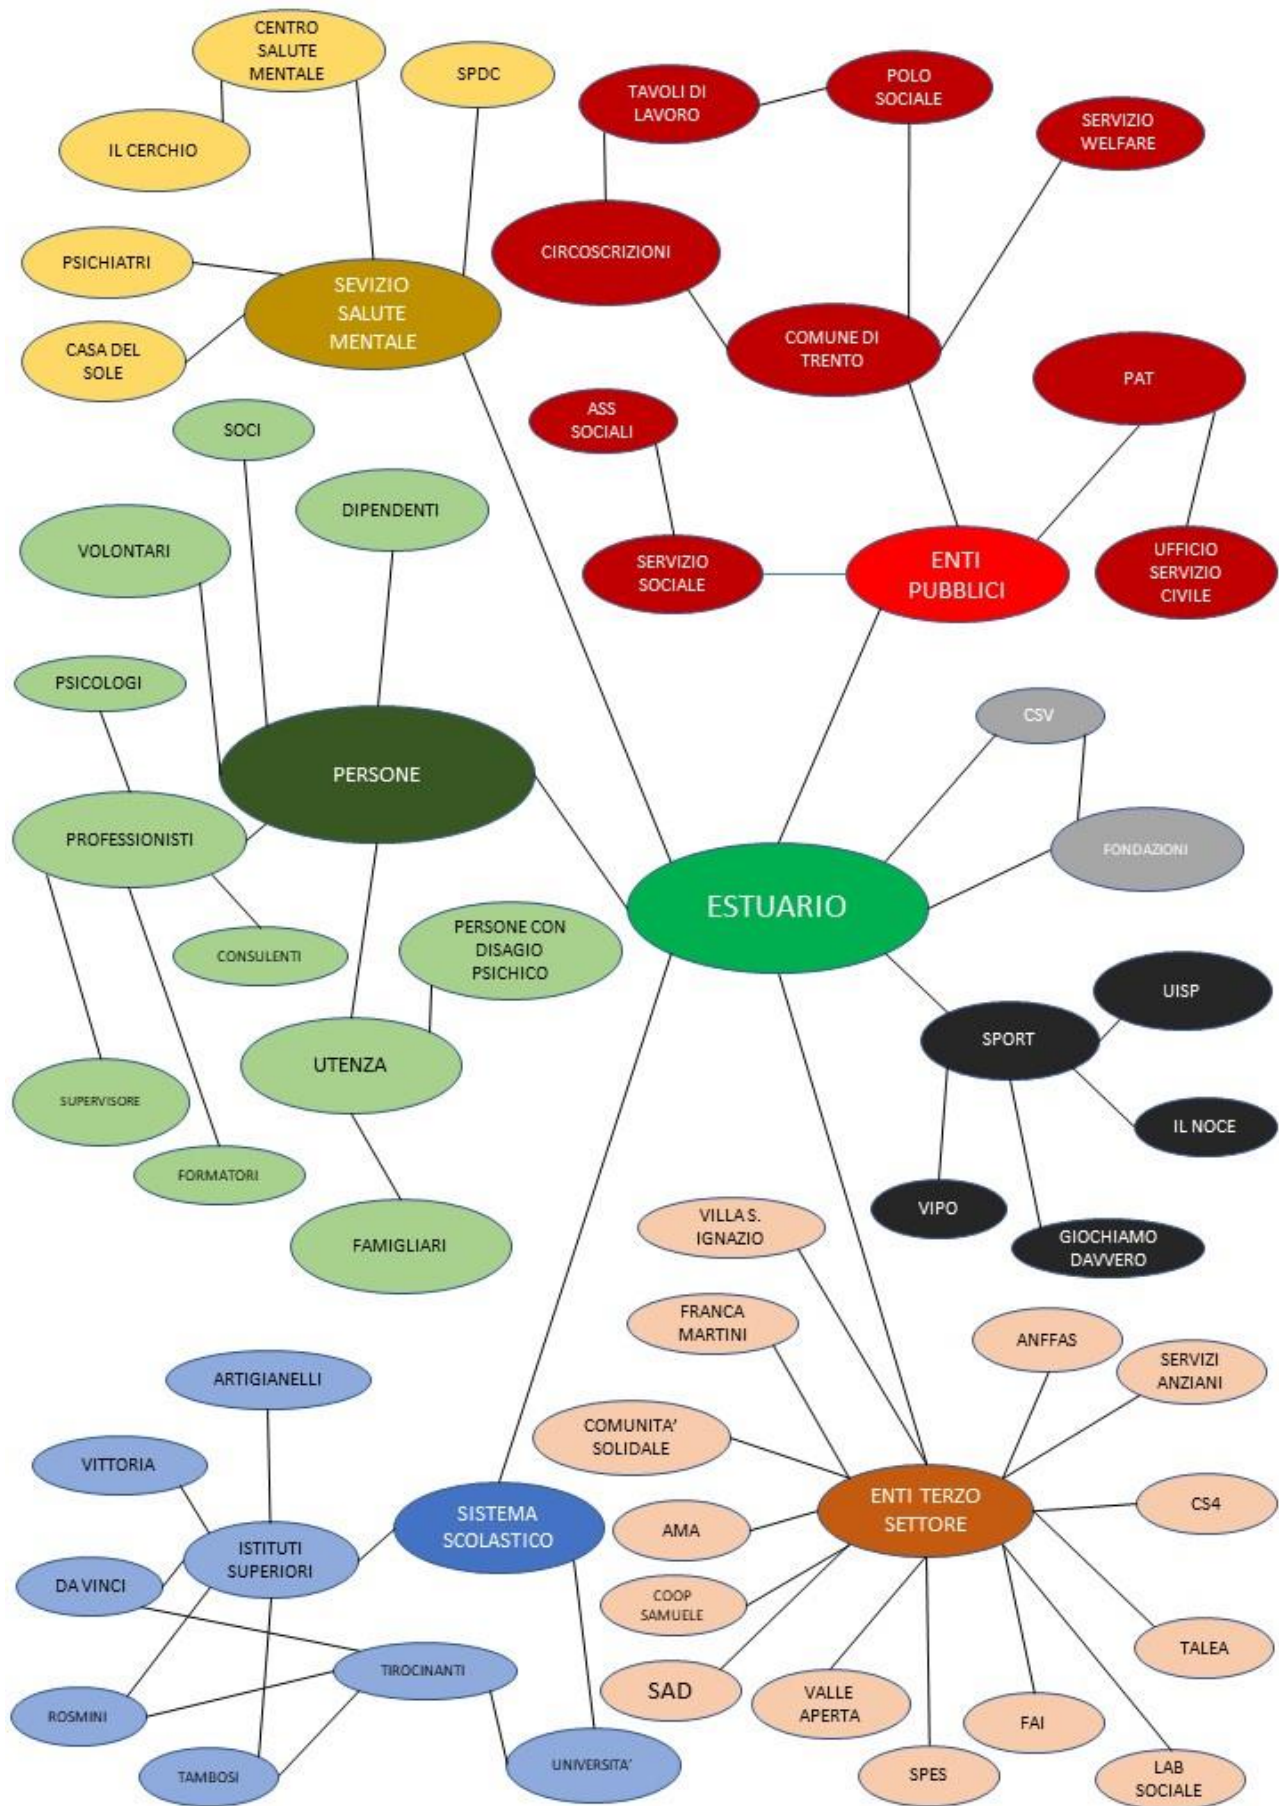 CENTRO
SALUTE
MENTALE
SPDC
IL CERCHIO
PSICHIATRI
CASA DEL
SOLE
SEVIZIO
SALUTE
MENTALE
TAVOLI DI
LAVORO
POLO
SOCIALE
SERVIZIO
WELFARE
CIRCOSCRIZIONI
COMUNE DI
TRENTO
PAT
ASS
SOCIALI
SERVIZIO
SOCIALE
ENTI
PUBBLICI
UFFICIO
SERVIZIO
CIVILE
SOCI
DIPENDENTI
VOLONTARI
PSICOLOGI
PERSONE
PROFESSIONISTI
CONSULENTI
PERSONE CON
DISAGIO
PSICHICO
UTENZA
SUPERVISORE
FORMATORI
FAMIGLIARI
CSV
FONDAZIONI
ESTUARIO
UISP
SPORT
IL NOCE
VIPO
GIOCHIAMO
DAVVERO
VILLA S.
IGNAZIO
FRANCA
MARTINI
ANFFAS
SERVIZI
ANZIANI
COMUNITA'
SOLIDALE
ENTI TERZO
SETTORE
CS4
AMA
COOP
SAMUELE
SAD
VALLE
APERTA
SPES
FAI
LAB
SOCIALE
TALEA
ARTIGIANELLI
VITTORIA
ISTITUTI
SUPERIORI
SISTEMA
SCOLASTICO
DA VINCI
TIROCINANTI
ROSMINI
TAMBOSI
UNIVERSITA'